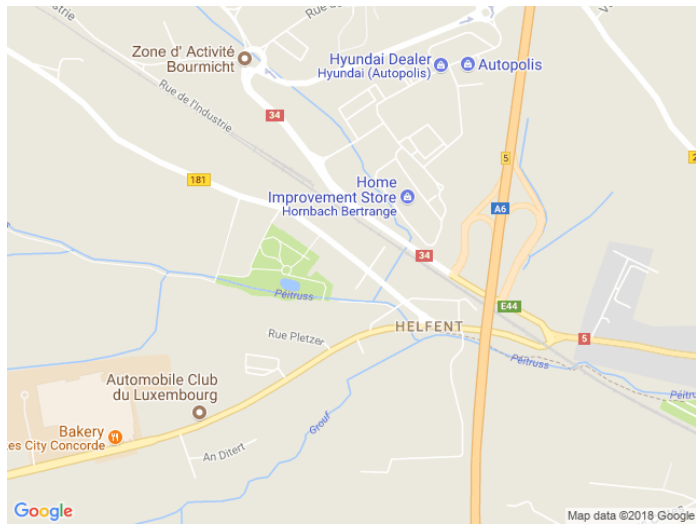 Rue de l'Industrie
Zone d' Activité
Bourmicht
Hyundai Dealer
Hyundai (Autopolis)
Autopolis
34
5
181
Home
Improvement Store
Hornbach Bertrange
A6
34
Péitruss
E44
HELFENT
5
Rue Pletzer
Péitruss
Automobile Club
du Luxembourg
Grouf
Bakery
City Concorde
An Ditert
Google
Map data ©2018 Google